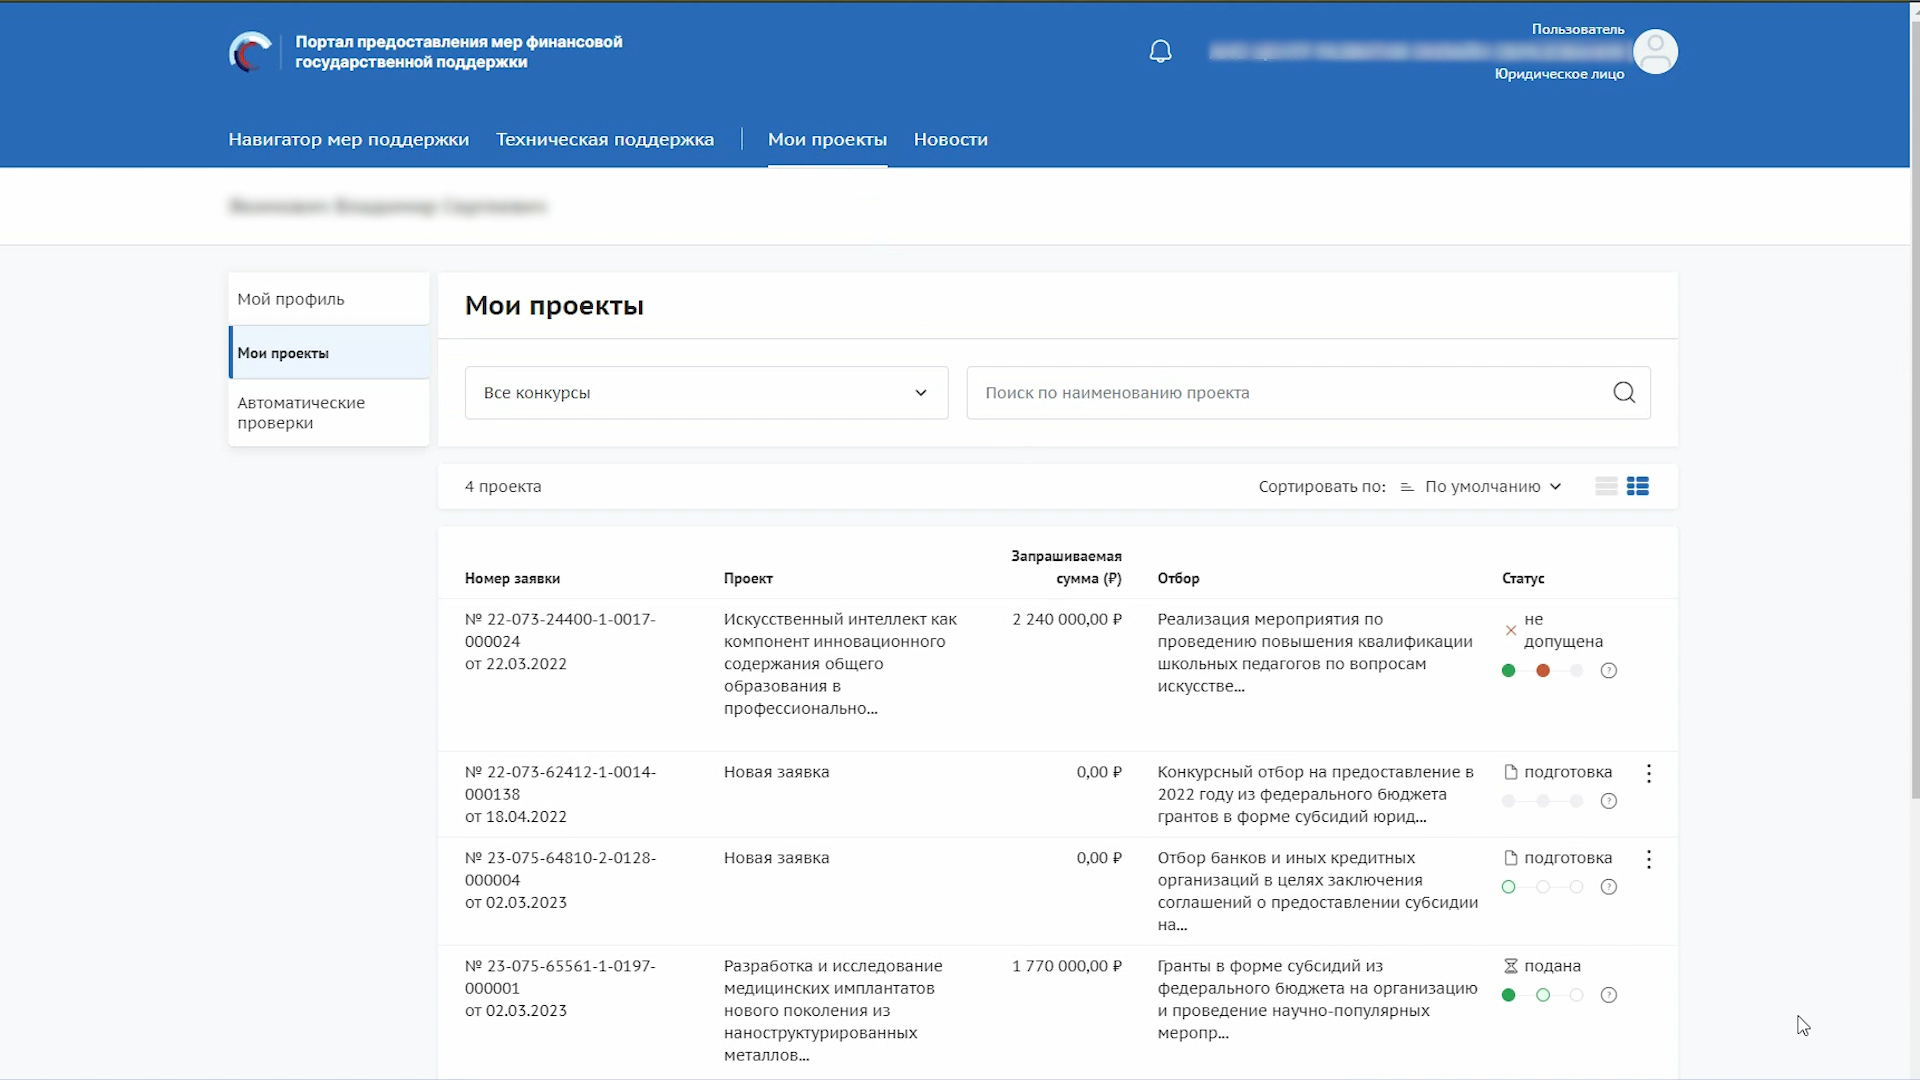 Портал предоставления мер финансовой
государственной поддержки
Пользователь
Юридическое лицо
Навигатор мер поддержки
Техническая поддержка
Мои проекты
Новости
Мой профиль
Мои проекты
Автоматические
проверки
Мои проекты
Все конкурсы
Поиск по наименованию проекта
4 проекта
Сортировать по:
По умолчанию
Номер заявки
Проект
Запрашиваемая
сумма (₽)
Отбор
Статус
№ 22-073-24400-1-0017-
000024
от 22.03.2022
Искусственный интеллект как
компонент инновационного
содержания общего
образования в
профессионально...
2 240 000,00 ₽
Реализация мероприятия по
проведению повышения квалификации
школьных педагогов по вопросам
искусстве...
не
допущена
№ 22-073-62412-1-0014-
000138
от 18.04.2022
Новая заявка
0,00 ₽
Конкурсный отбор на предоставление в
2022 году из федерального бюджета
грантов в форме субсидий юрид...
подготовка
№ 23-075-64810-2-0128-
000004
от 02.03.2023
Новая заявка
0,00 ₽
Отбор банков и иных кредитных
организаций в целях заключения
соглашений о предоставлении субсидии
на...
подготовка
№ 23-075-65561-1-0197-
000001
от 02.03.2023
Разработка и исследование
медицинских имплантатов
нового поколения из
наноструктурированных
металлов...
1 770 000,00 ₽
Гранты в форме субсидий из
федерального бюджета на организацию
и проведение научно-популярных
меропр...
подана